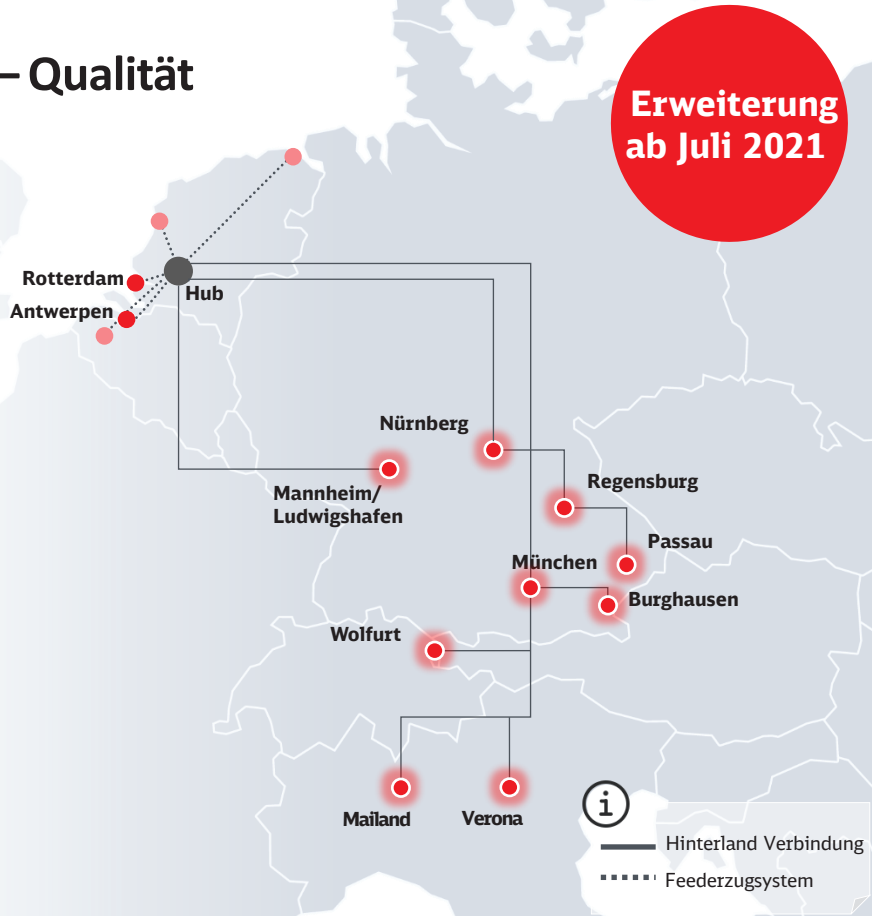 – Qualität
Erweiterung
ab Juli 2021
Rotterdam
Hub
Antwerpen
Nürnberg
Mannheim/
Ludwigshafen
Regensburg
Passau
München
Burghausen
Wolfurt
Mailand
Verona
i
Hinterland Verbindung
Feederzugsystem